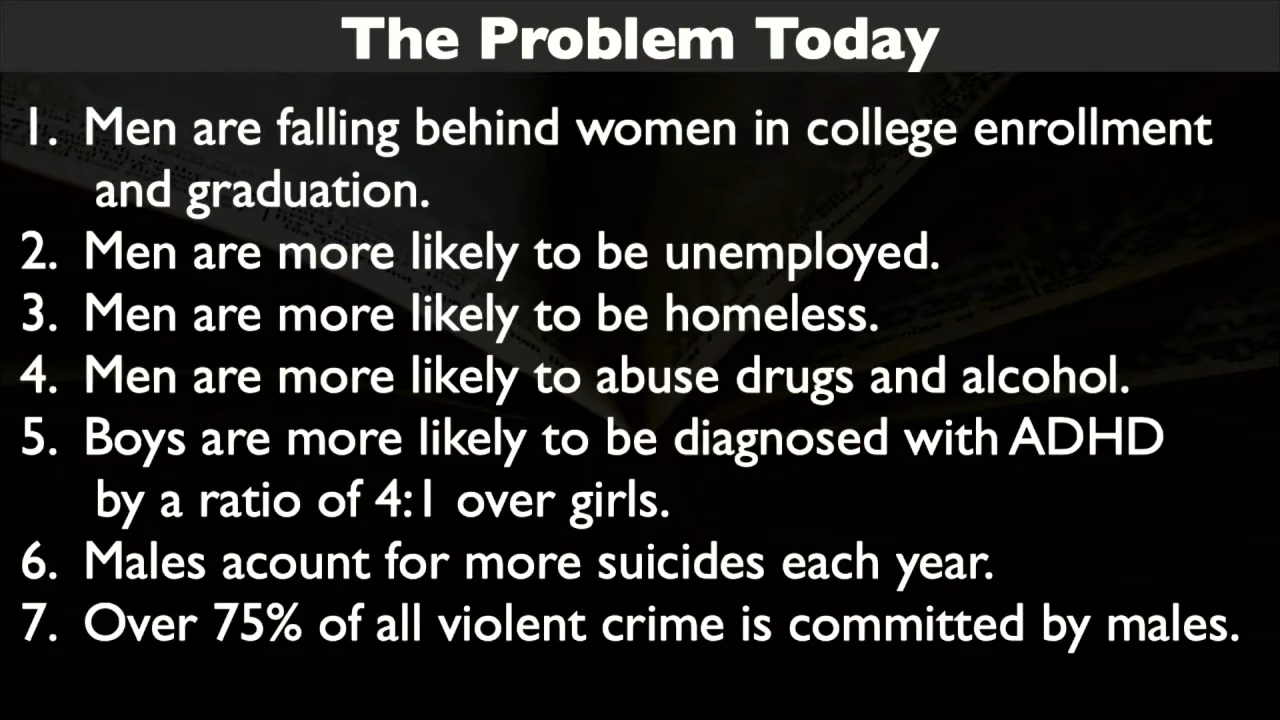 The Problem Today
1. Men are falling behind women in college enrollment
and graduation.
2. Men are more likely to be unemployed.
3. Men are more likely to be homeless.
4. Men are more likely to abuse drugs and alcohol.
5. Boys are more likely to be diagnosed with ADHD
by a ratio of 4:1 over girls.
6. Males acount for more suicides each year.
7. Over 75% of all violent crime is committed by males.